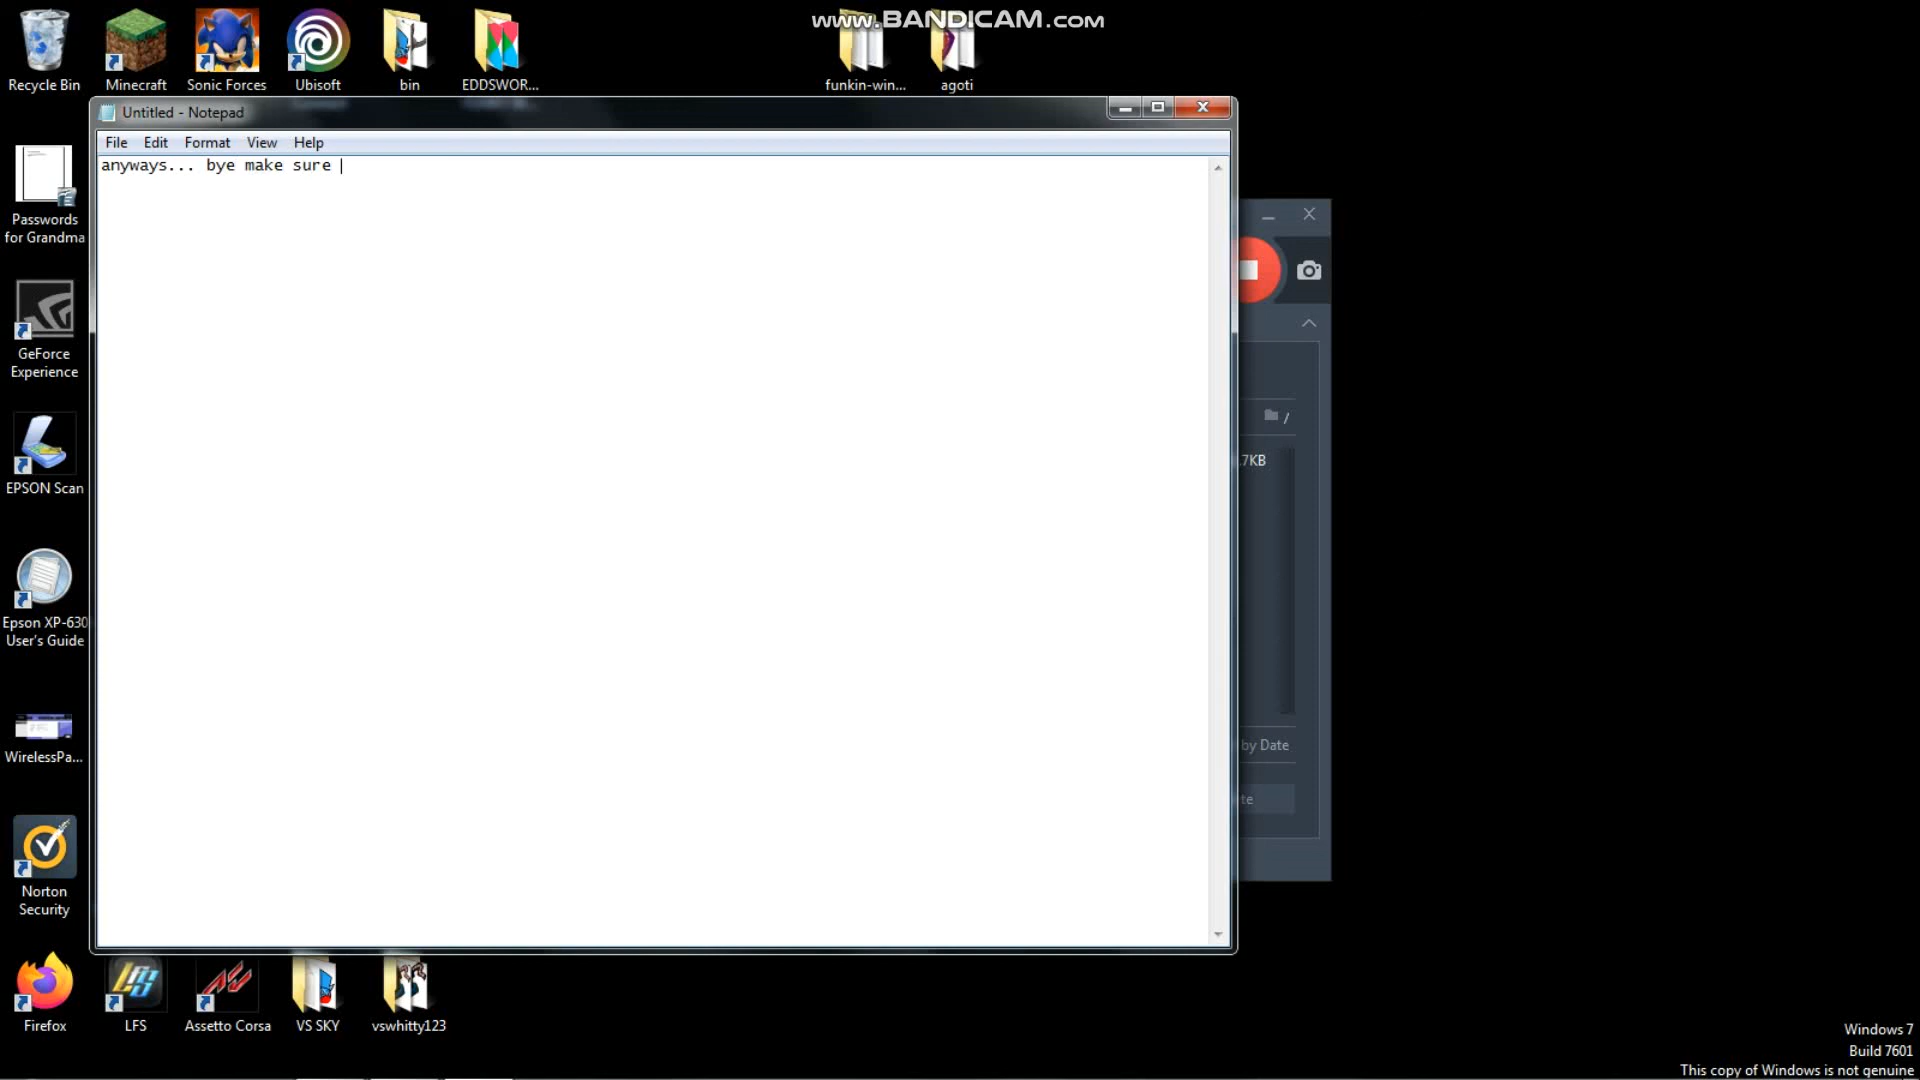 www.BANDICAM.com
Recycle Bin
Minecraft
Sonic Forces
Ubisoft
bin
EDDSWOR...
funkin-win...
agoti
Untitled - Notepad
File Edit Format View Help
anyways... bye make sure
Passwords
for Grandma
GeForce
Experience
/
.7KB
EPSON Scan
Epson XP-630
User's Guide
WirelessPa...
by Date
te
Norton
Security
Firefox
LFS
Assetto Corsa
VS SKY
vswhitty123
Windows 7
Build 7601
This copy of Windows is not genuine